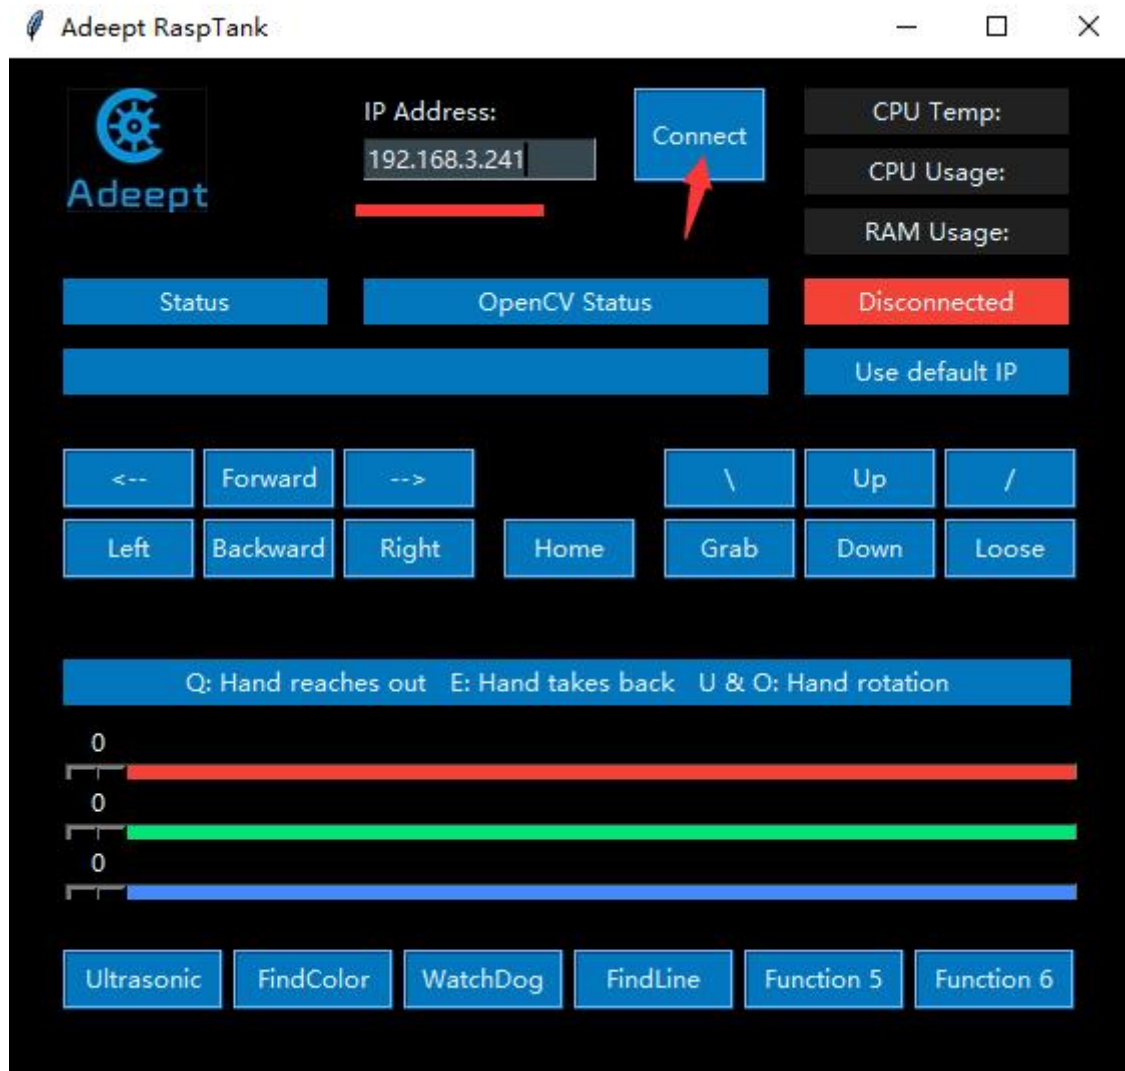 Adeept RaspTank
Adeept
IP Address:
192.168.3.241
Connect
CPU Temp:
CPU Usage:
RAM Usage:
Status
OpenCV Status
Disconnected
Use default IP
<-- Forward -->
\ Up /
Left Backward Right Home Grab Down Loose
Q: Hand reaches out E: Hand takes back U & O: Hand rotation
0
0
0
Ultrasonic FindColor WatchDog FindLine Function 5 Function 6